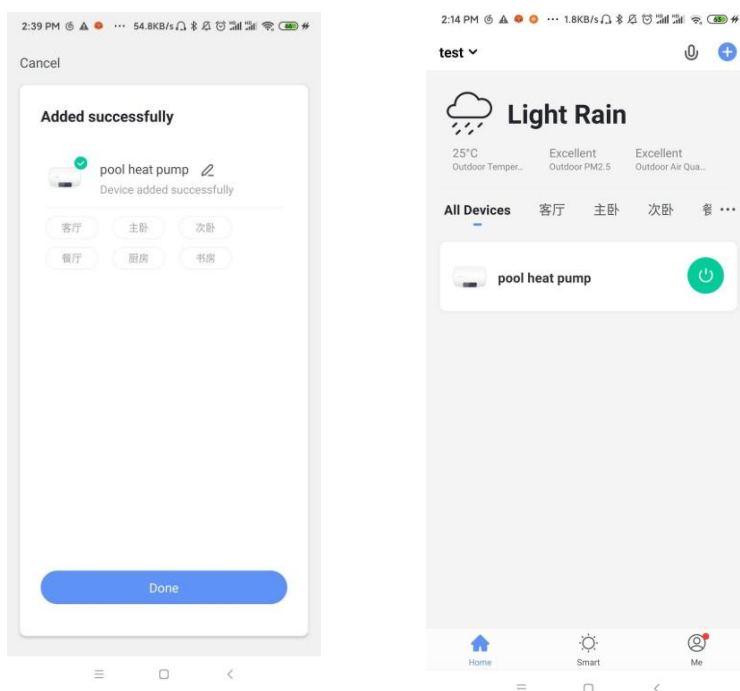 2:39 PM ... 54.8KB/s 60
Cancel
Added successfully
pool heat pump
Device added successfully
客厅 主卧 次卧
餐厅 厨房 书房
Done
2:14 PM ... 1.8KB/s
test
Light Rain
25°C Excellent Excellent
Outdoor Temper... Outdoor PM2.5 Outdoor Air Qua...
All Devices 客厅 主卧 次卧 ...
pool heat pump
Home Smart Me